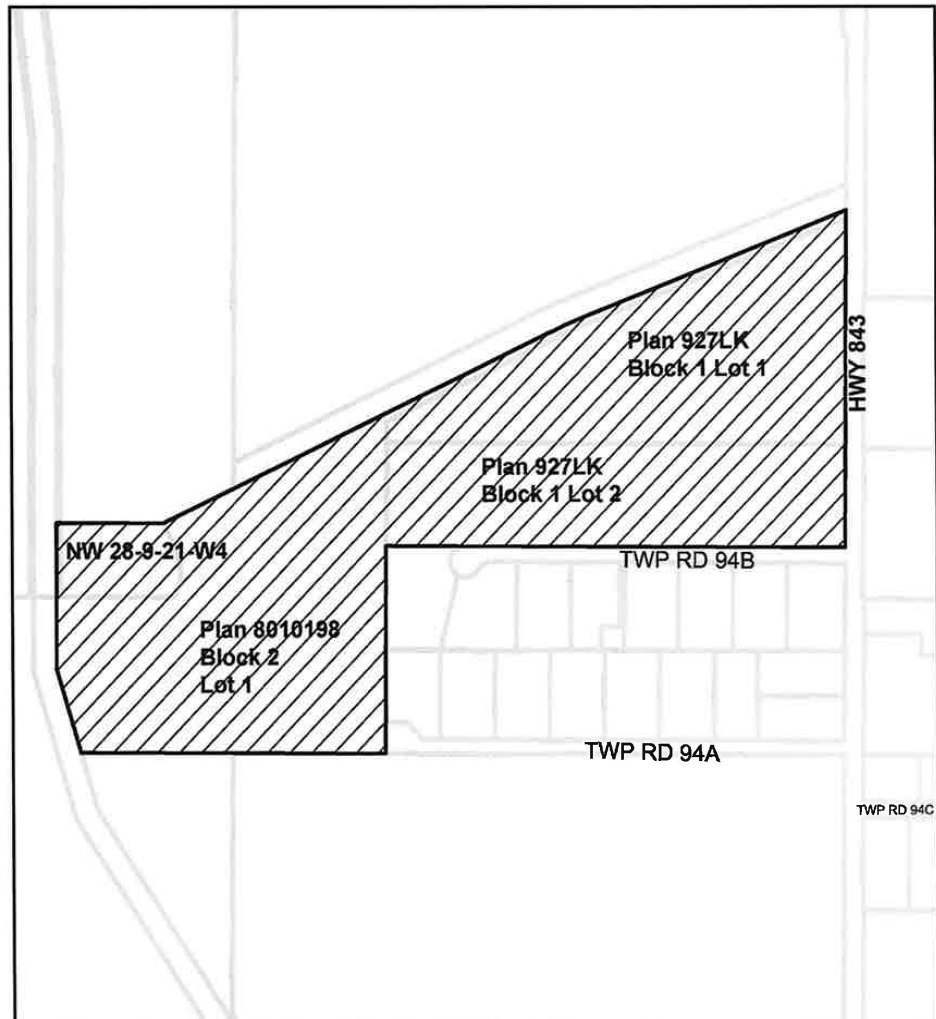 Plan 927LK
Block 1 Lot 1
HWY 843
Plan 927LK
Block 1 Lot 2
NW 28-9-21-W4
TWP RD 94B
Plan 8010198
Block 2
Lot 1
TWP RD 94A
TWP RD 94C